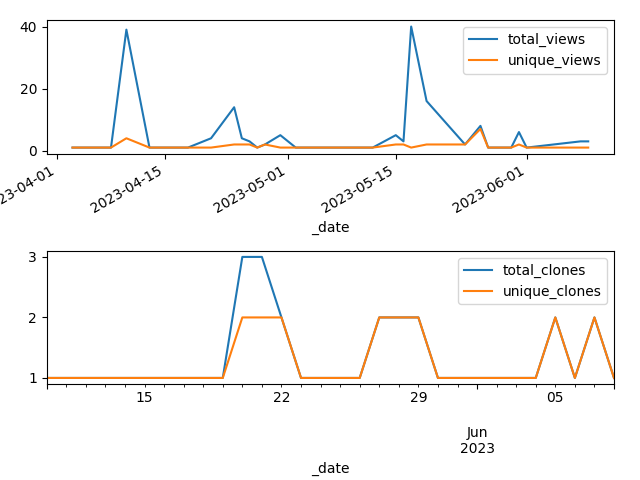 40
20
0
total_views
unique_views
2023-04-01
2023-04-15
2023-05-01
2023-05-15
2023-06-01
_date
3
2
1
total_clones
unique_clones
15
22
29
05
Jun
2023
_date